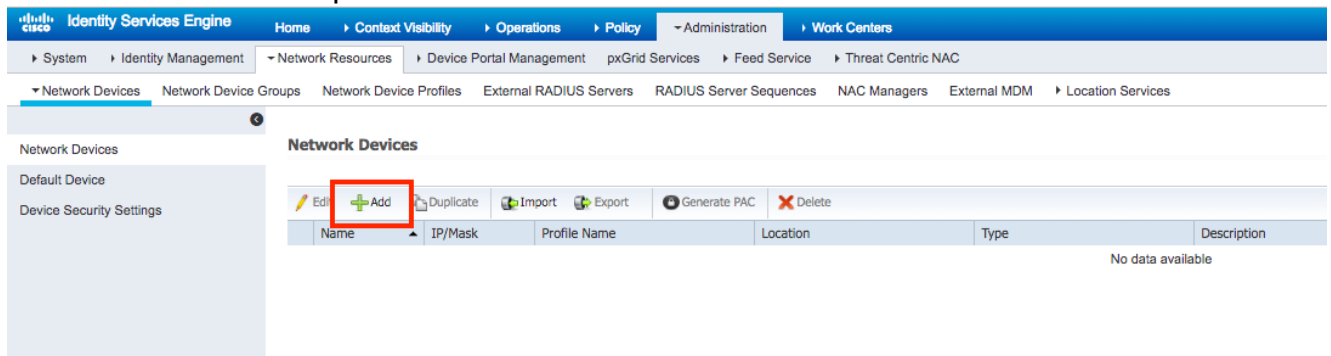 cisco Identity Services Engine Home Context Visibility Operations Policy Administration Work Centers
System Identity Management Network Resources Device Portal Management pxGrid Services Feed Service Threat Centric NAC
Network Devices Network Device Groups Network Device Profiles External RADIUS Servers RADIUS Server Sequences NAC Managers External MDM Location Services
Network Devices
Default Device
Device Security Settings
Network Devices
Edit Add Duplicate Import Export Generate PAC Delete
Name IP/Mask Profile Name Location Type Description
No data available